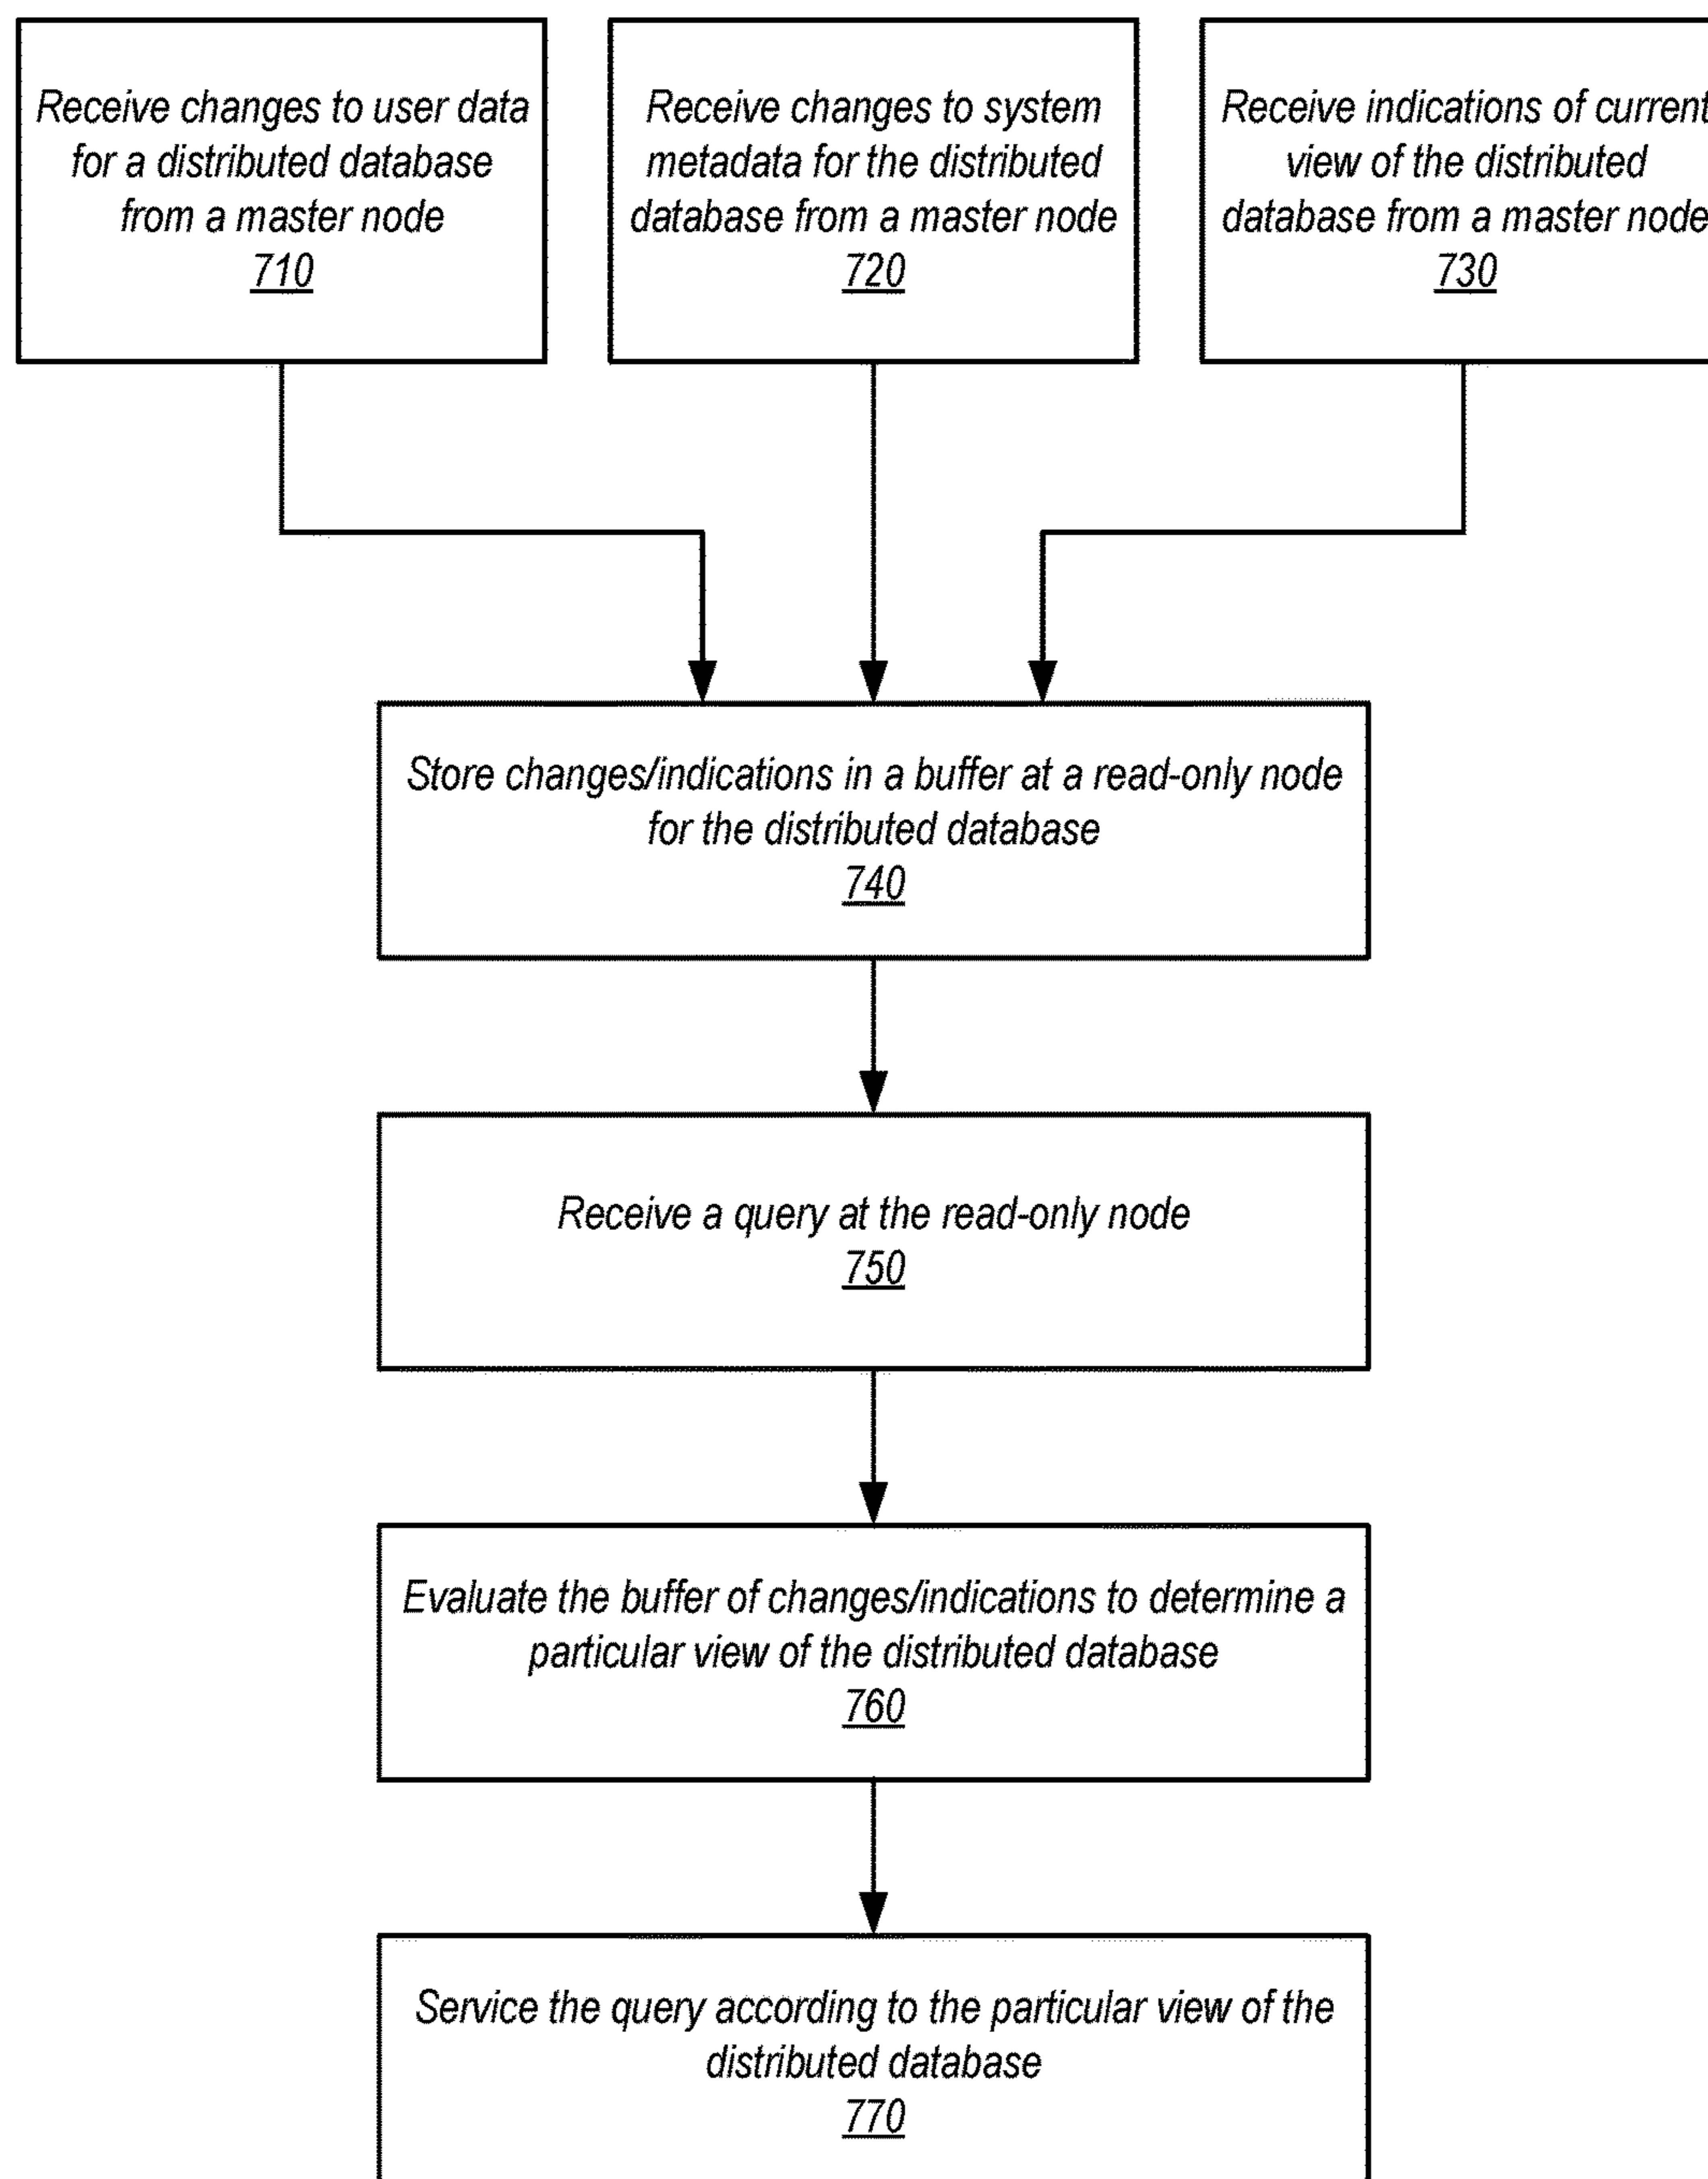 Receive changes to user data
for a distributed database
from a master node
710
Receive changes to system
metadata for the distributed
database from a master node
720
Receive indications of current
view of the distributed
database from a master node
730
Store changes/indications in a buffer at a read-only node
for the distributed database
740
Receive a query at the read-only node
750
Evaluate the buffer of changes/indications to determine a
particular view of the distributed database
760
Service the query according to the particular view of the
distributed database
770